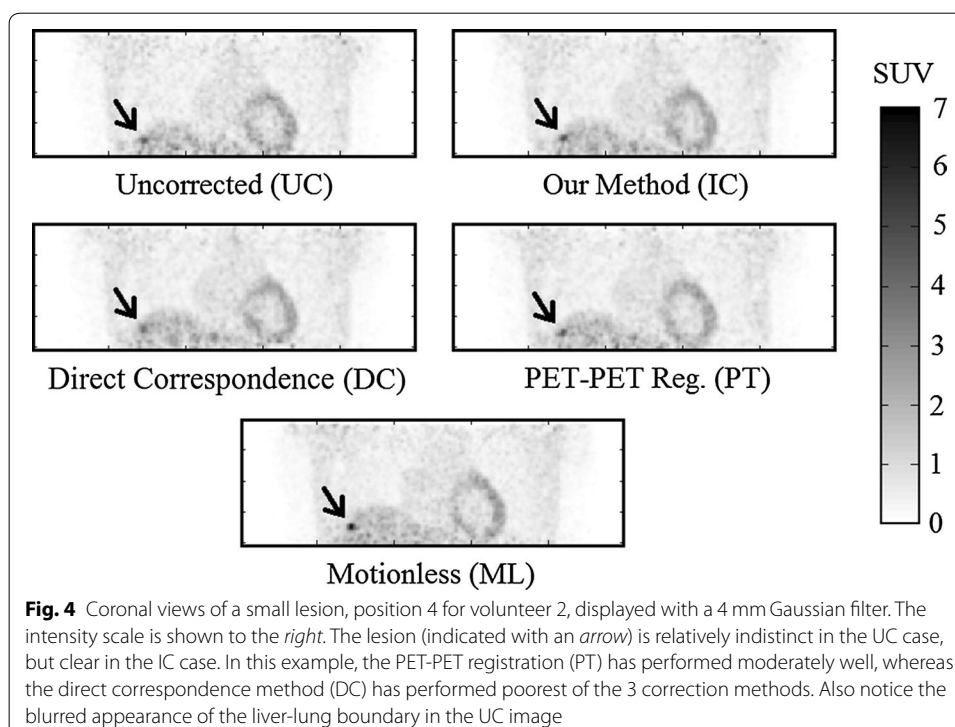 SUV
7
6
5
4
3
2
1
0
Uncorrected (UC)
Our Method (IC)
Direct Correspondence (DC)
PET-PET Reg. (PT)
Motionless (ML)
Fig. 4 Coronal views of a small lesion, position 4 for volunteer 2, displayed with a 4 mm Gaussian filter. The
intensity scale is shown to the right. The lesion (indicated with an arrow) is relatively indistinct in the UC case,
but clear in the IC case. In this example, the PET-PET registration (PT) has performed moderately well, whereas
the direct correspondence method (DC) has performed poorest of the 3 correction methods. Also notice the
blurred appearance of the liver-lung boundary in the UC image